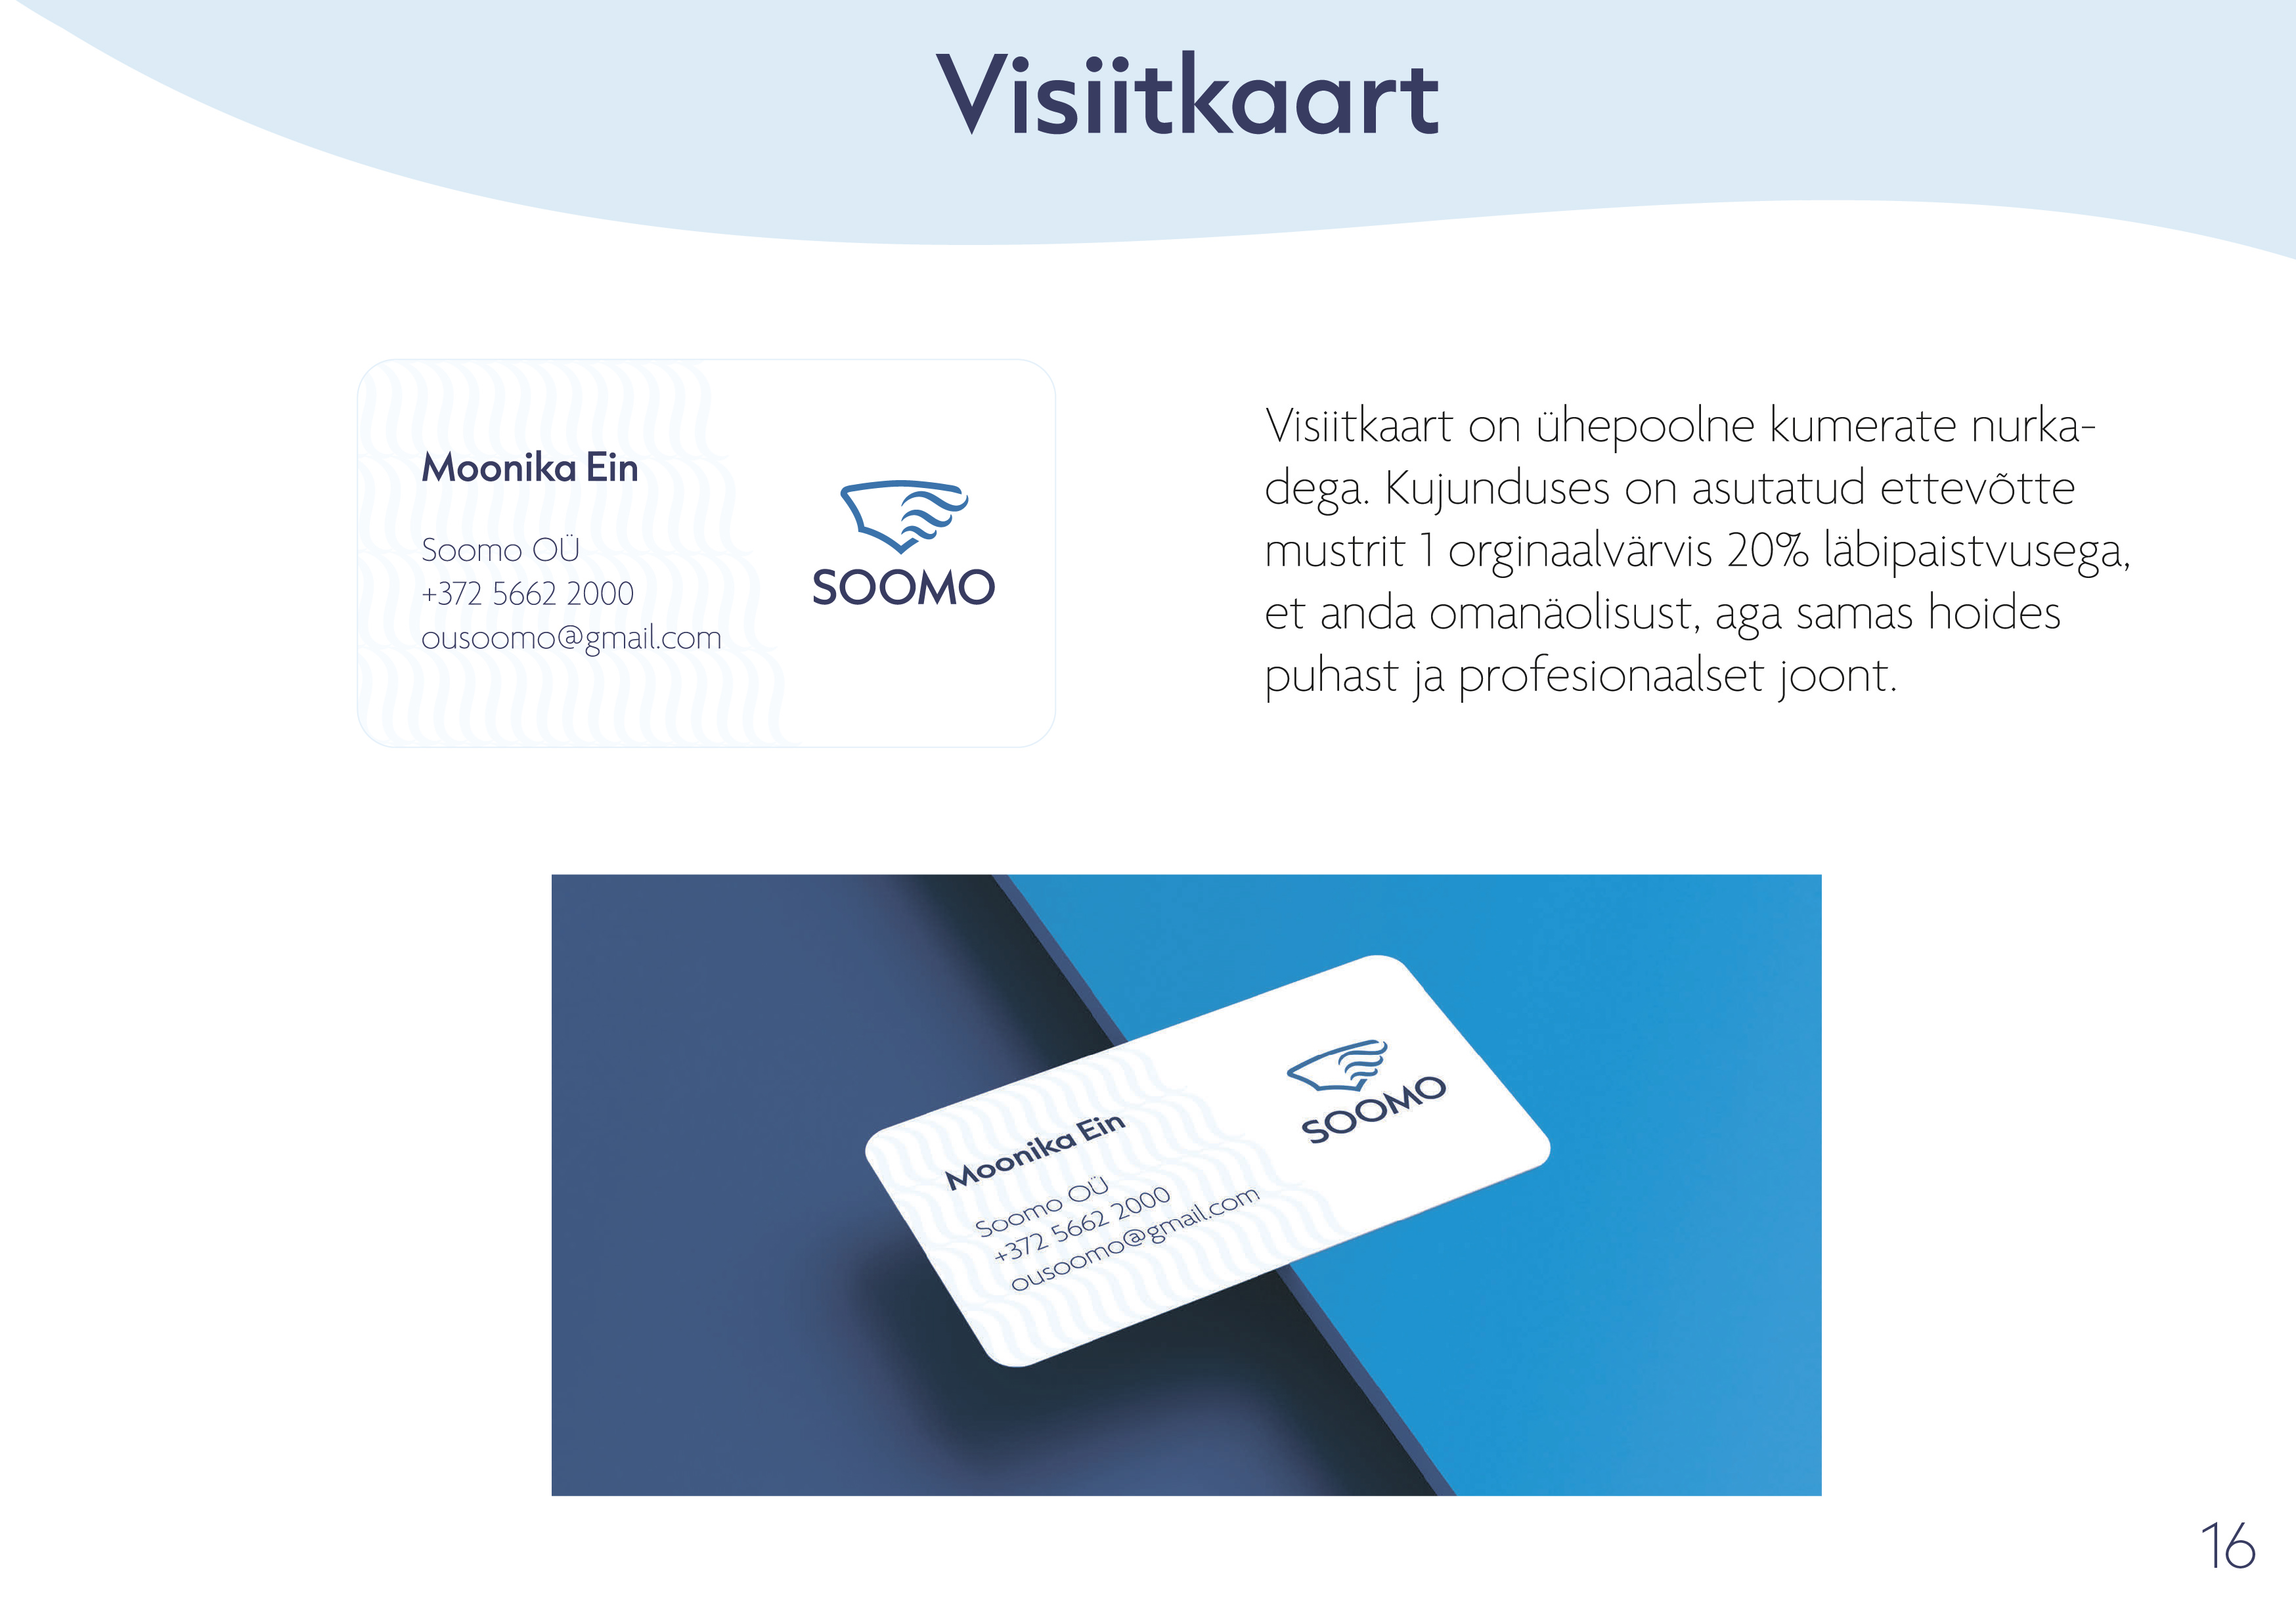 Visiitkaart
Moonika Ein
Soomo OÜ
+372 5662 2000
ousoomo@gmail.com
SOOMO
Visiitkaart on ühepoolne kumerate nurka-
dega. Kujunduses on asutatud ettevõtte
mustrit 1 orginaalvärvis 20% läbipaistvusega,
et anda omanäolisust, aga samas hoides
puhast ja profesionaalset joont.
Moonika Ein
Soomo OÜ
+372 5662 2000
ousoomo@gmail.com
SOOMO
16